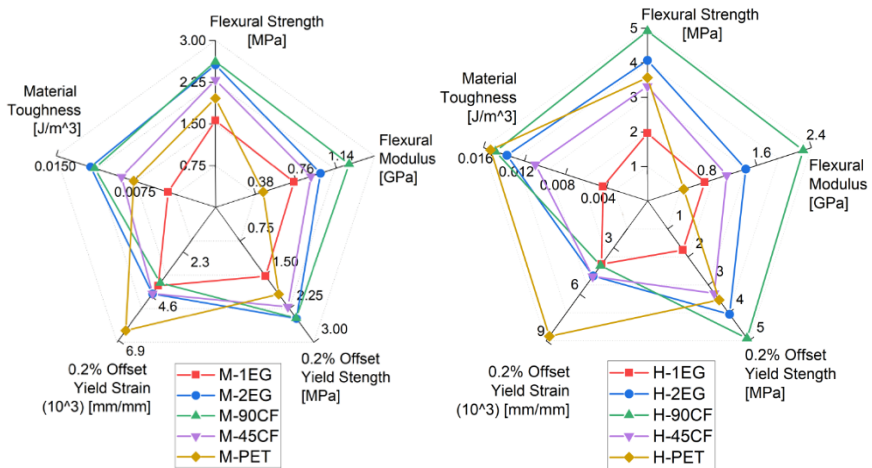 Flexural Strength
[MPa]
3.00
2.25
1.50
0.75
Material
Toughness
[J/m^3]
0.0150
0.0075
Flexural
Modulus
[GPa]
1.14
0.76
0.38
0.75
1.50
2.25
3.00
2.3
4.6
6.9
0.2% Offset
Yield Strain
(10^3) [mm/mm]
0.2% Offset
Yield Stength
[MPa]
M-1EG
M-2EG
M-90CF
M-45CF
M-PET
Flexural Strength
[MPa]
5
4
3
2
1
Material
Toughness
[J/m^3]
0.016
0.012
0.008
0.004
2.4
1.6
0.8
Flexural
Modulus
[GPa]
1
2
3
4
5
3
6
9
0.2% Offset
Yield Strain
(10^3) [mm/mm]
0.2% Offset
Yield Stength
[MPa]
H-1EG
H-2EG
H-90CF
H-45CF
H-PET